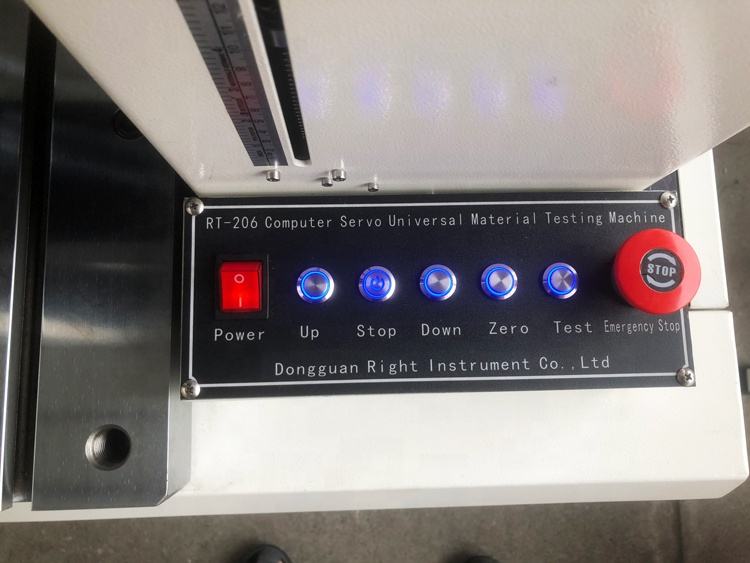 RT-206 Computer Servo Universal Material Testing Machine
STOP
Power Up Stop Down Zero Test Emergency Stop
Dongguan Right Instrument Co.,Ltd